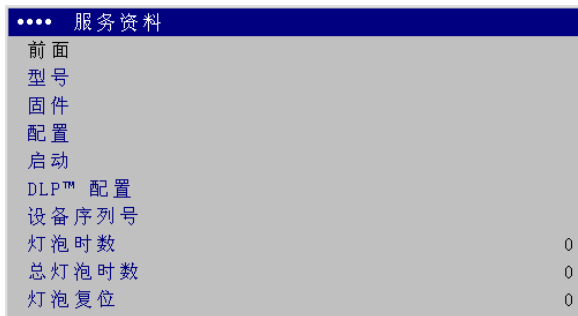 •••• 服务资料
前面
型号
固件
配置
启动
DLP™ 配置
设备序列号
灯泡时数 0
总灯泡时数 0
灯泡复位 0